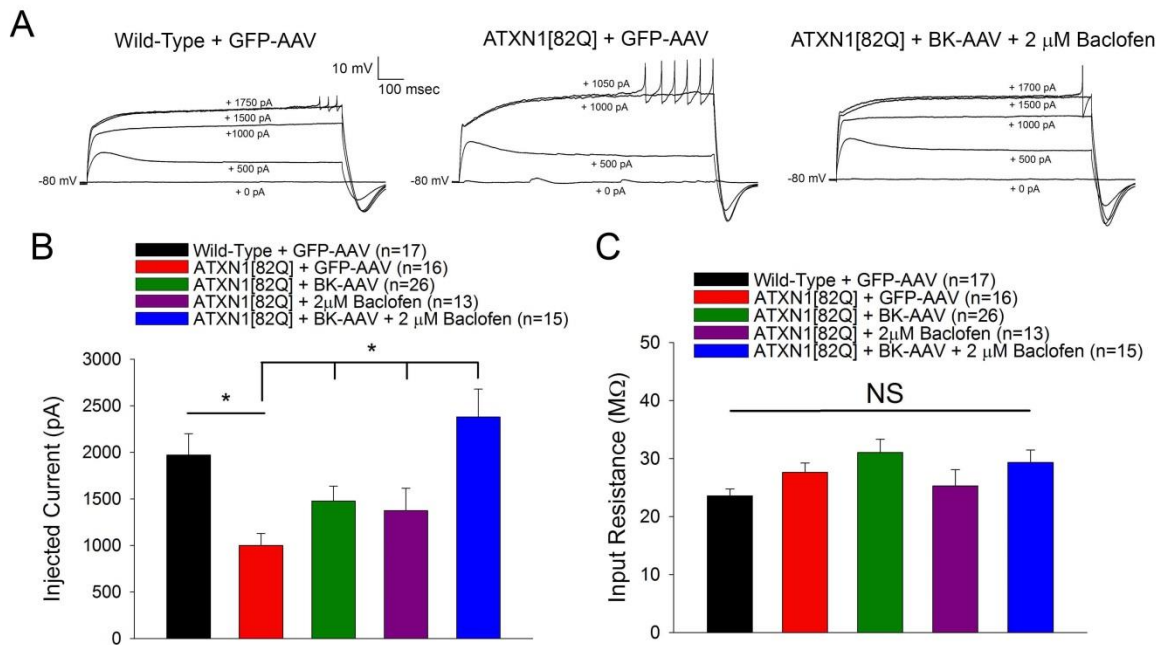 A
Wild-Type + GFP-AAV
ATXN1[82Q] + GFP-AAV
ATXN1[82Q] + BK-AAV + 2 μM Baclofen
10 mV
100 msec
+ 1750 pA
+ 1500 pA
+1000 pA
+ 500 pA
-80 mV
+ 0 pA
+ 1050 pA
+ 1000 pA
+ 500 pA
-80 mV
+ 0 pA
+ 1700 pA
+ 1500 pA
+ 1000 pA
+ 500 pA
-80 mV
+ 0 pA
B
Wild-Type + GFP-AAV (n=17)
ATXN1[82Q] + GFP-AAV (n=16)
ATXN1[82Q] + BK-AAV (n=26)
ATXN1[82Q] + 2μM Baclofen (n=13)
ATXN1[82Q] + BK-AAV + 2 μM Baclofen (n=15)
Injected Current (pA)
3000
2500
2000
1500
1000
500
0
*
*
C
Wild-Type + GFP-AAV (n=17)
ATXN1[82Q] + GFP-AAV (n=16)
ATXN1[82Q] + BK-AAV (n=26)
ATXN1[82Q] + 2μM Baclofen (n=13)
ATXN1[82Q] + BK-AAV + 2 μM Baclofen (n=15)
Input Resistance (MΩ)
50
40
30
20
10
0
NS